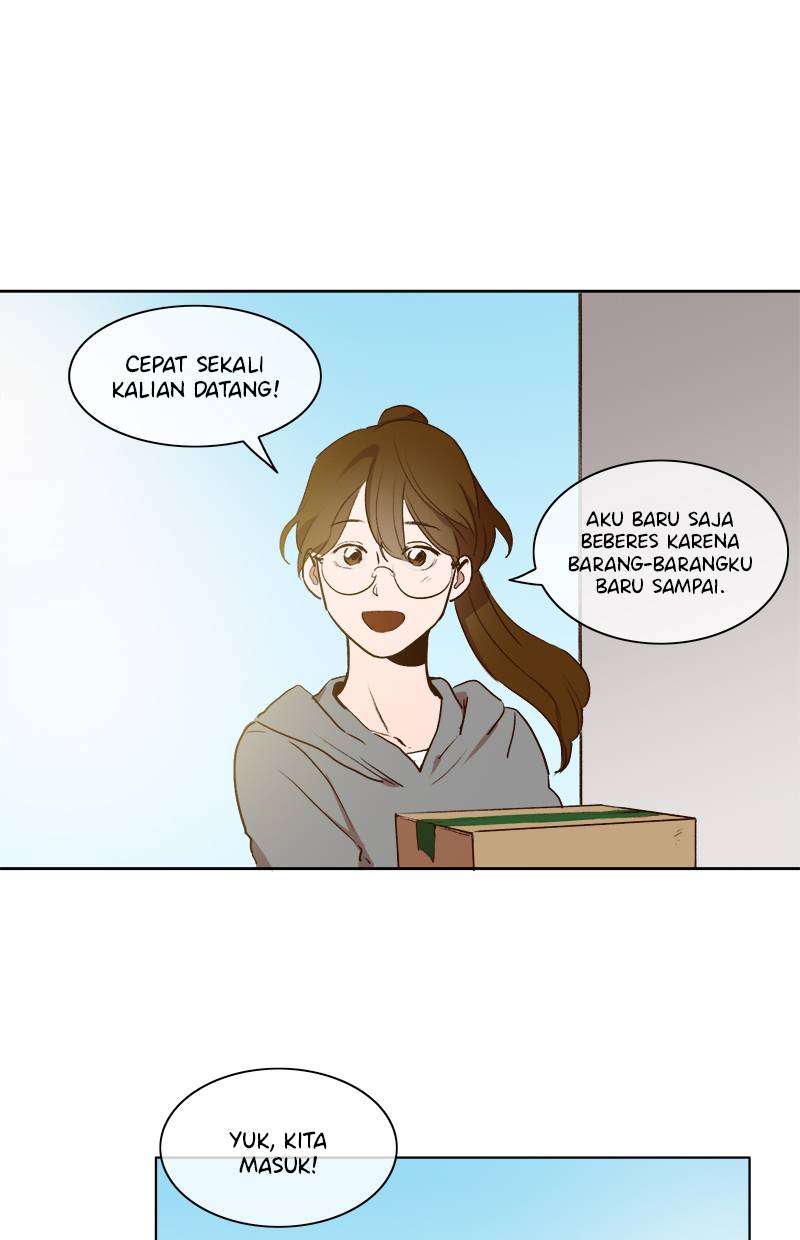 CEPAT SEKALI
KALIAN DATANG!
AKU BARU SAJA
BEBERES KARENA
BARANG-BARANGKU
BARU SAMPAI.
YUK, KITA
MASUK!